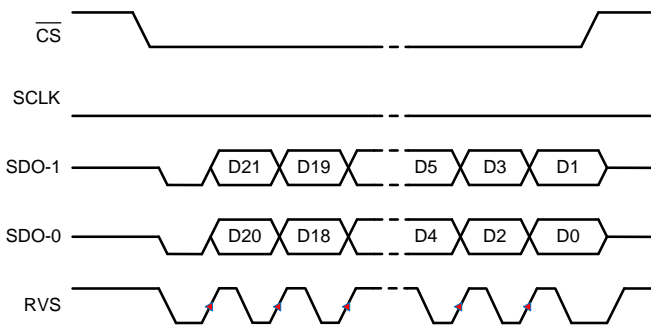 CS
SCLK
SDO-1 D21 D19 D5 D3 D1
SDO-0 D20 D18 D4 D2 D0
RVS